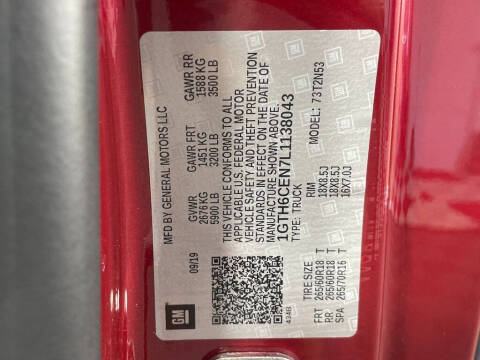 MFD BY GENERAL MOTORS LLC
09/19
GVWR GAWR FRT GAWR RR
2676 KG 1451 KG 1588 KG
5900 LB 3200 LB 3500 LB
THIS VEHICLE CONFORMS TO ALL
APPLICABLE U.S. FEDERAL MOTOR
VEHICLE SAFETY, AND THEFT PREVENTION
STANDARDS IN EFFECT ON THE DATE OF
MANUFACTURE SHOWN ABOVE.
1GTH6CEN7L1138043
TYPE: TRUCK MODEL: 73T2N53
TIRE SIZE RIM
FRT 265/60R18 T 18X8.5J
RR 265/60R18 T 18X8.5J
SPA 265/70R16 T 16X7.0J
GM